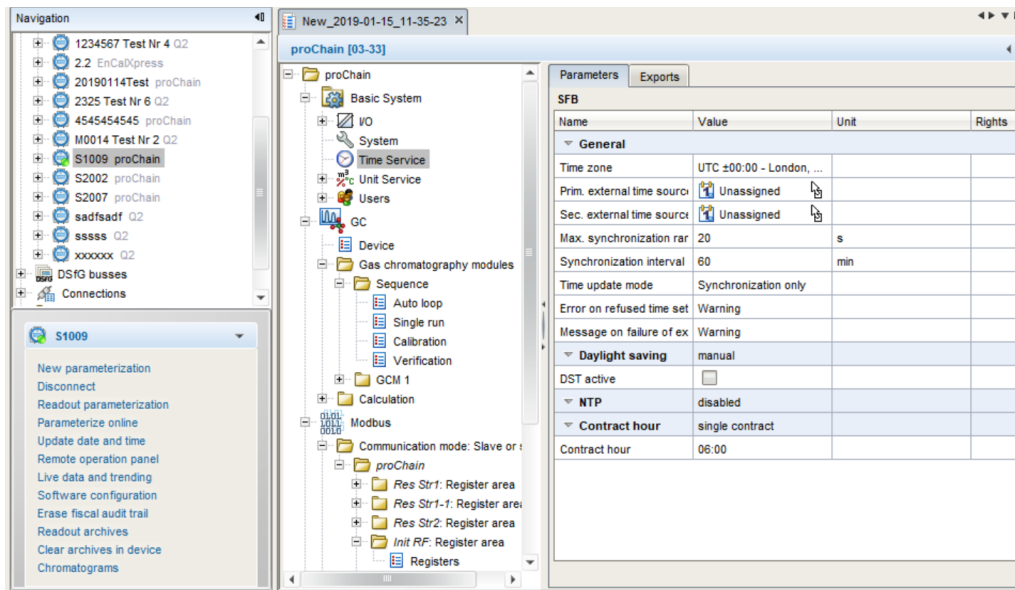 Navigation
1234567 Test Nr 4 Q2
2.2 EnCalXpress
20190114Test proChain
2325 Test Nr 6 Q2
4545454545 proChain
M0014 Test Nr 2 Q2
S1009 proChain
S2002 proChain
S2007 proChain
sadfsadf Q2
sssss Q2
xxxxxx Q2
DSfG busses
Connections
S1009
New parameterization
Disconnect
Readout parameterization
Parameterize online
Update date and time
Remote operation panel
Live data and trending
Software configuration
Erase fiscal audit trail
Readout archives
Clear archives in device
Chromatograms
New_2019-01-15_11-35-23
proChain [03-33]
proChain
Basic System
I/O
System
Time Service
Unit Service
Users
GC
Device
Gas chromatography modules
Sequence
Auto loop
Single run
Calibration
Verification
GCM 1
Calculation
Modbus
Communication mode: Slave or s
proChain
Res Str1: Register area
Res Str1-1: Register area
Res Str2: Register area
Init RF: Register area
Registers
Parameters Exports
SFB
Name Value Unit Rights
General
Time zone UTC ±00:00 - London, ...
Prim. external time source Unassigned
Sec. external time source Unassigned
Max. synchronization ran 20 s
Synchronization interval 60 min
Time update mode Synchronization only
Error on refused time set Warning
Message on failure of ex Warning
Daylight saving manual
DST active
NTP disabled
Contract hour single contract
Contract hour 06:00